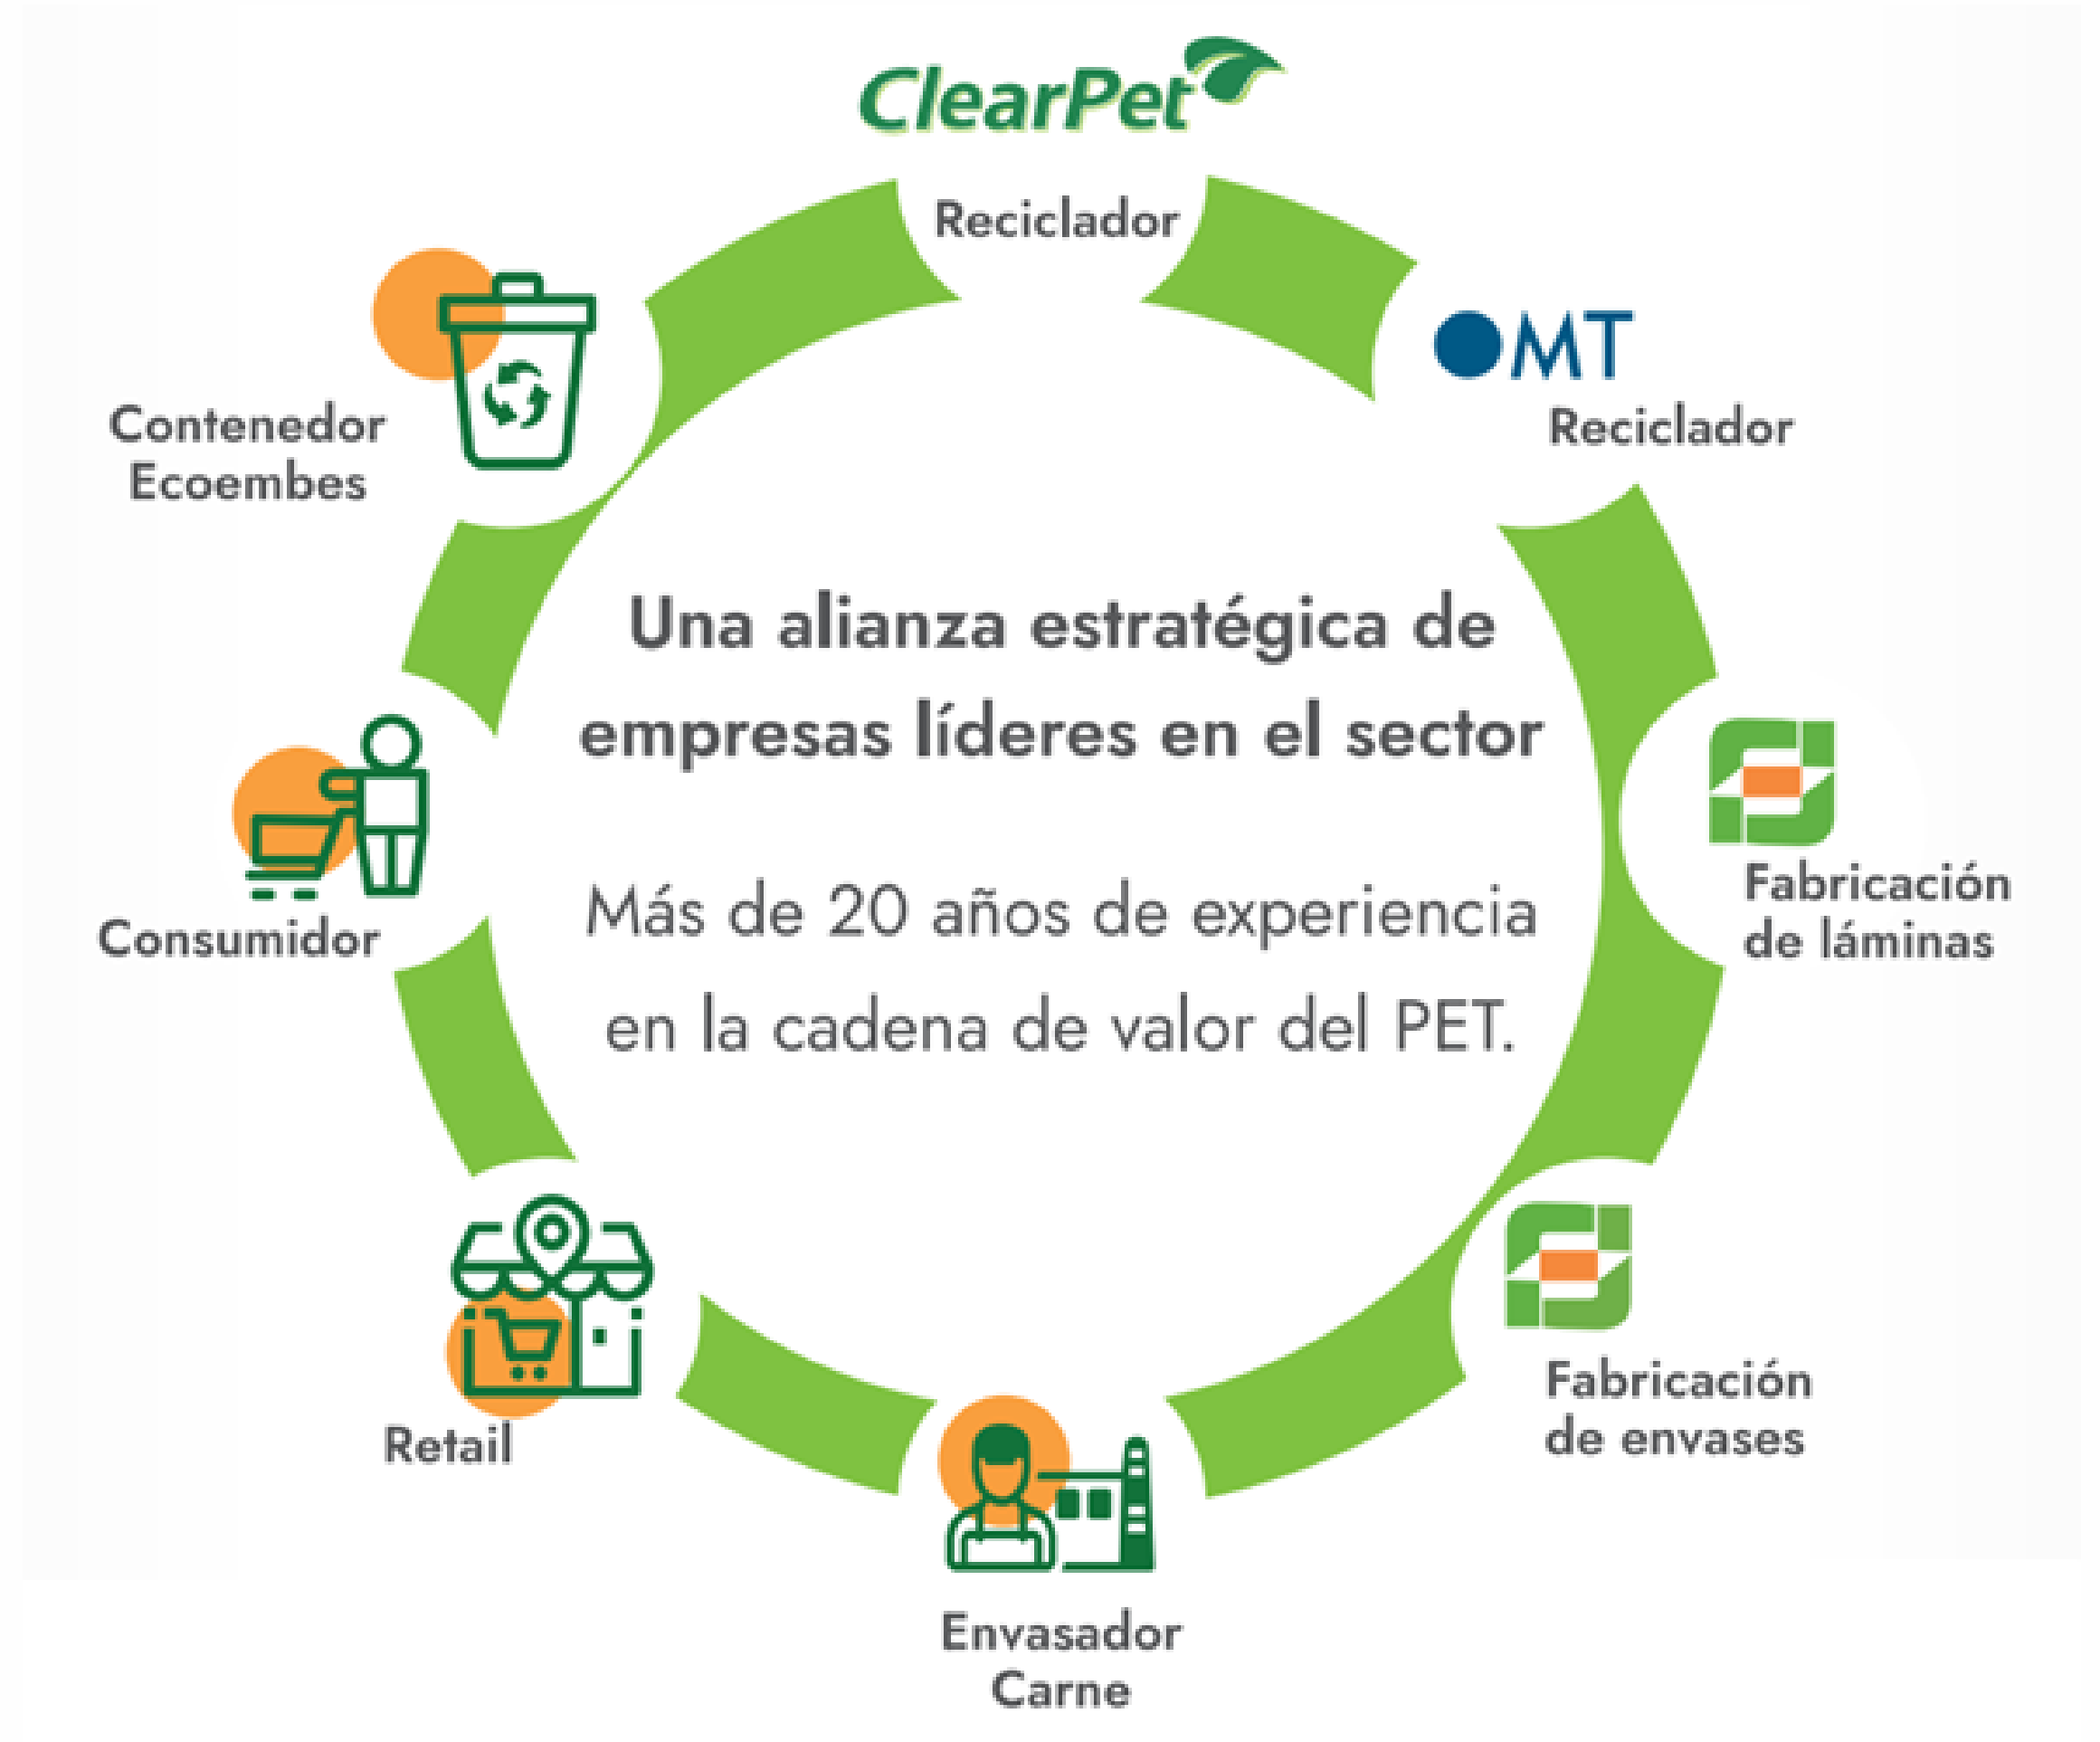 ClearPet
Reciclador
MT
Reciclador
Contenedor
Ecoembes
Una alianza estratégica de
empresas líderes en el sector
Más de 20 años de experiencia
en la cadena de valor del PET.
Fabricación
de láminas
Consumidor
Fabricación
de envases
Retail
Envasador
Carne